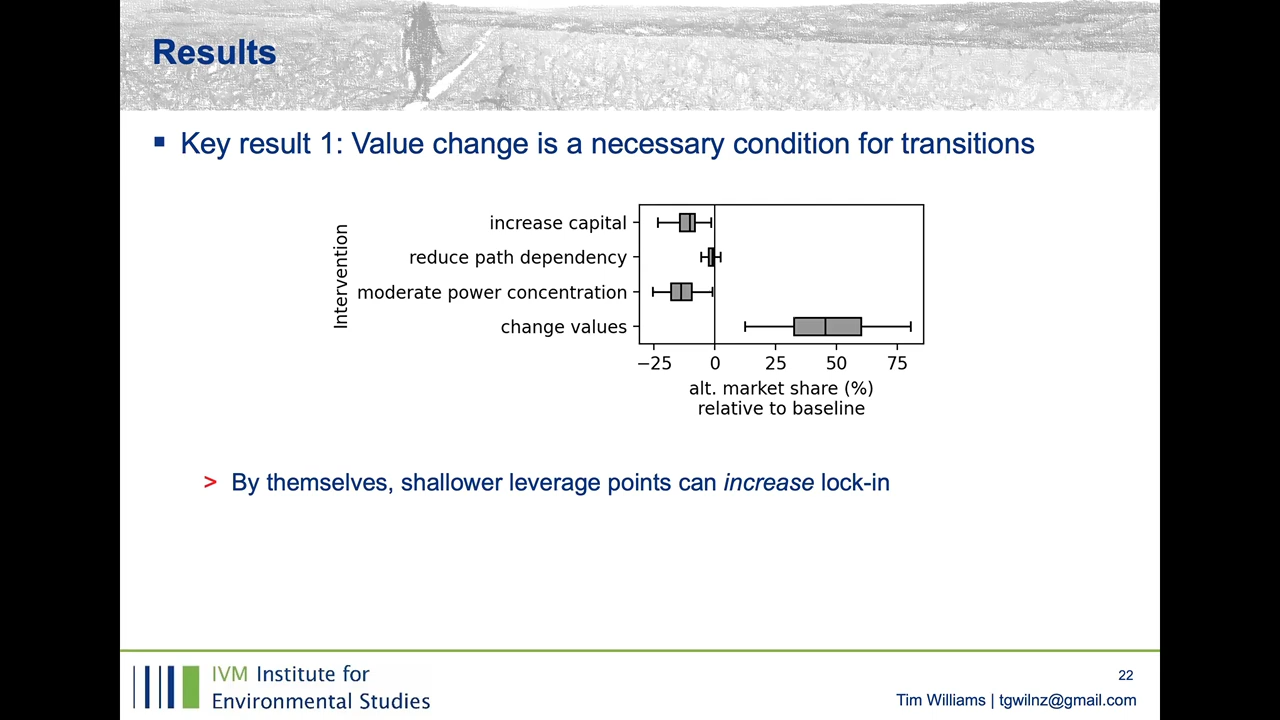 Results
▪ Key result 1: Value change is a necessary condition for transitions
Intervention
increase capital
reduce path dependency
moderate power concentration
change values
−25 0 25 50 75
alt. market share (%)
relative to baseline
> By themselves, shallower leverage points can increase lock-in
IVM Institute for
Environmental Studies
22
Tim Williams | tgwilnz@gmail.com